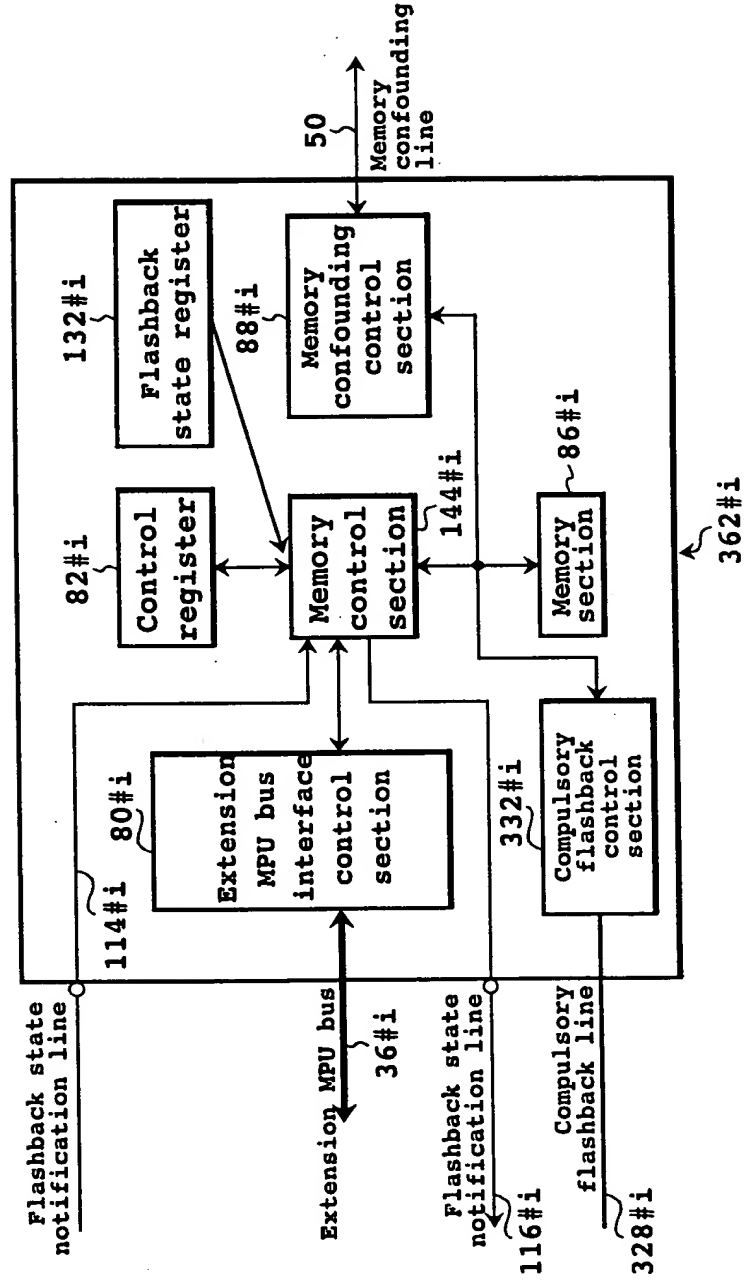 Flashback state
notification line
114#i
Extension MPU bus
36#i
Flashback state
notification line
116#i
Compulsory
flashback line
328#i
80#i
Extension
MPU bus
interface
control
section
332#i
Compulsory
flashback
control
section
82#i
Control
register
Memory
control
section
144#i
Memory
section
86#i
132#i
Flashback
state register
88#i
Memory
confounding
control
section
50
Memory
confounding
line
362#i